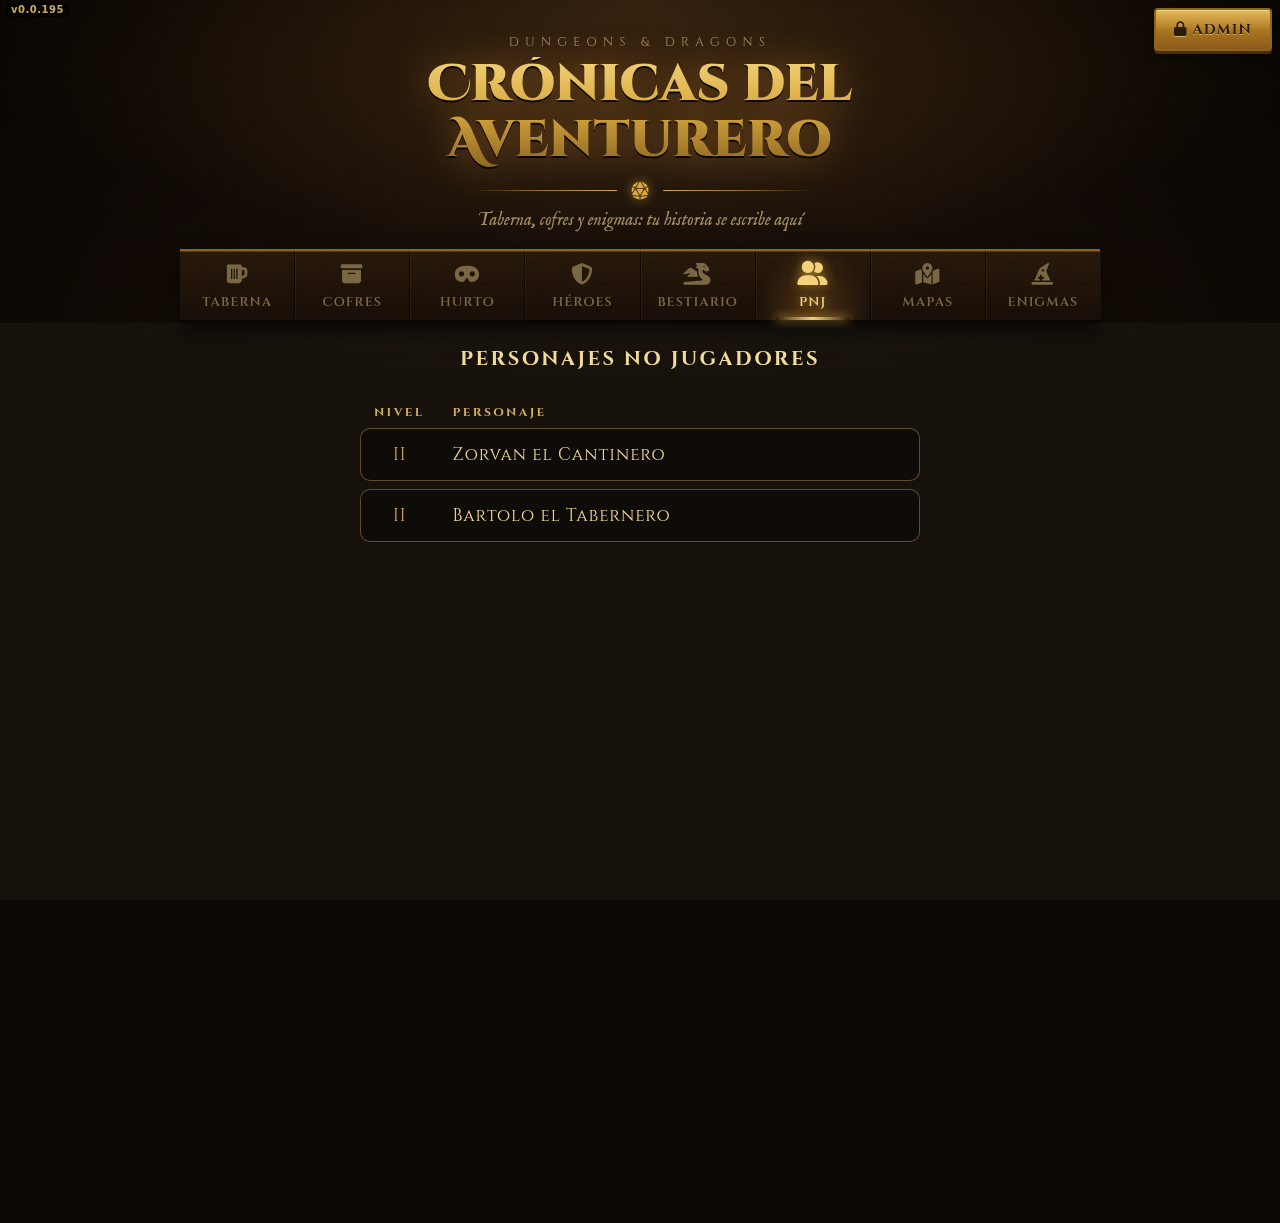 v0.0.195
ADMIN
DUNGEONS & DRAGONS
CRÓNICAS DEL
AVENTURERO
Taberna, cofres y enigmas: tu historia se escribe aquí
TABERNA COFRES HURTO HÉROES BESTIARIO PNJ MAPAS ENIGMAS
PERSONAJES NO JUGADORES
NIVEL PERSONAJE
II Zorvan el Cantinero
II Bartolo el Tabernero